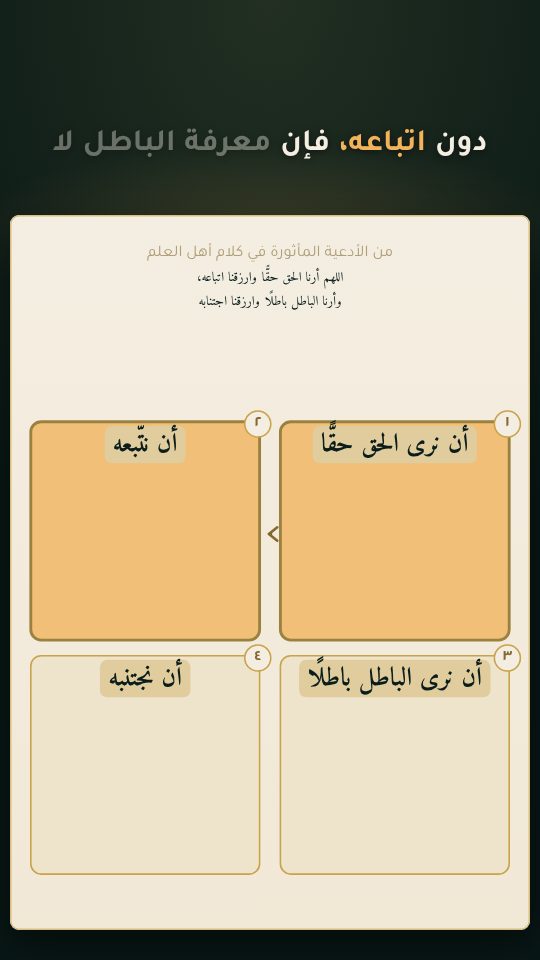 دون اتباعه، فإن معرفة الباطل لا
من الأدعية المأثورة في كلام أهل العلم
اللهم أرنا الحق حقًّا وارزقنا اتباعه،
وأرنا الباطل باطلًا وارزقنا اجتنابه
١
أن نرى الحق حقًّا
٢
أن نتّبعه
٣
أن نرى الباطل باطلًا
٤
أن نجتنبه